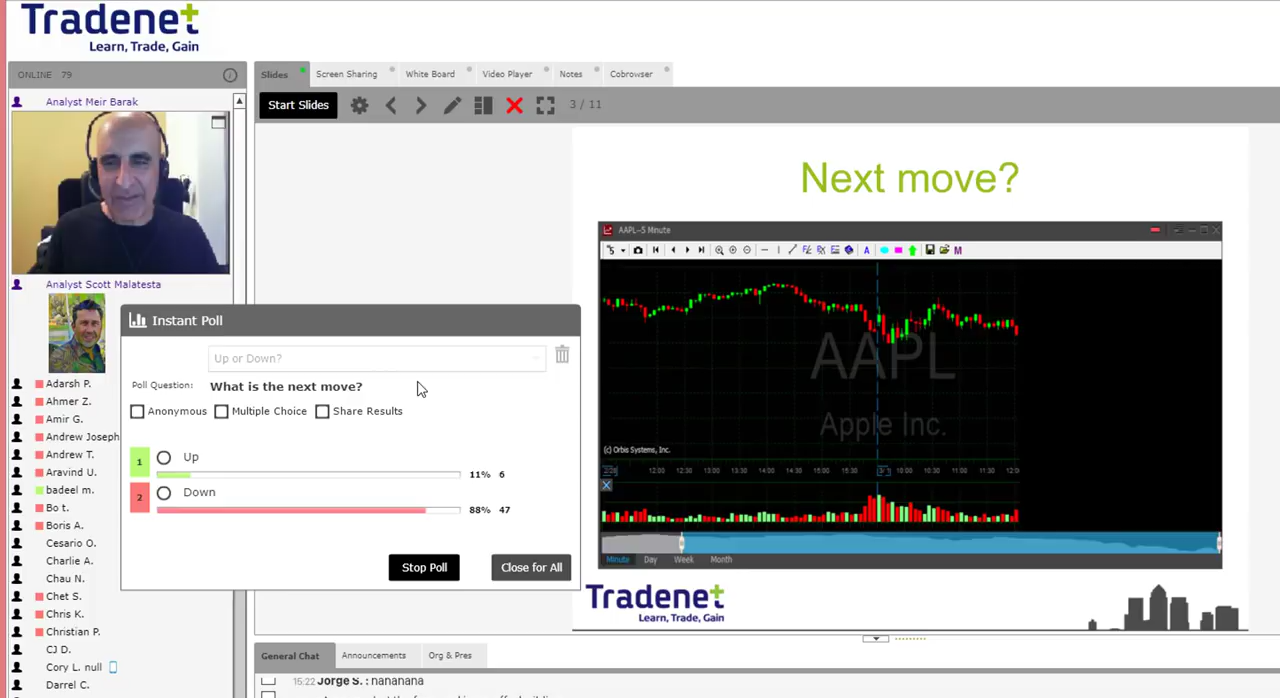 Tradenet
Learn, Trade, Gain
ONLINE 79
Analyst Meir Barak
Analyst Scott Malatesta
Adarsh P.
Ahmer Z.
Amir G.
Andrew Joseph
Andrew T.
Aravind U.
badeel m.
Bo t.
Boris A.
Cesario O.
Charlie A.
Chau N.
Chet S.
Chris K.
Christian P.
CJ D.
Cory L. null
Darrel C.
Slides Screen Sharing White Board Video Player Notes Cobrowser
Start Slides 3 / 11
Next move?
AAPL--5 Minute
5 A M
AAPL
Apple Inc.
(c) Orbis Systems, Inc.
12:00 12:30 13:00 13:30 14:00 14:30 15:00 15:30 10:00 10:30 11:00 11:30 12:0
Minute Day Week Month
Tradenet
Learn, Trade, Gain
Instant Poll
Up or Down?
Poll Question: What is the next move?
Anonymous Multiple Choice Share Results
1 Up
11% 6
2 Down
88% 47
Stop Poll Close for All
General Chat Announcements Org & Pres
15:22 Jorge S. : nananana